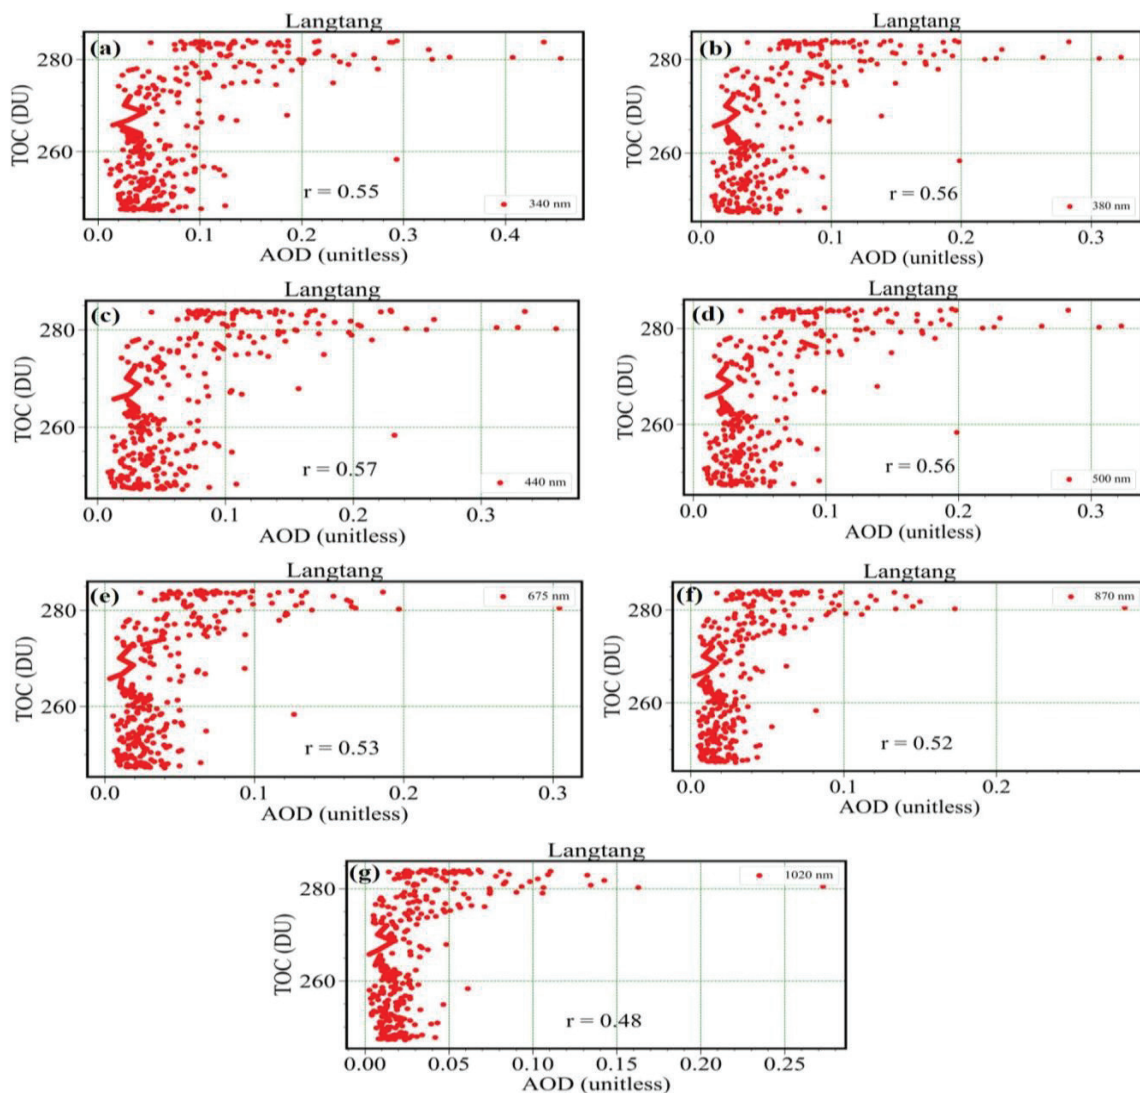 Langtang
(a)
280
260
TOC (DU)
r = 0.55
340 nm
0.0 0.1 0.2 0.3 0.4
AOD (unitless)
Langtang
(b)
280
260
TOC (DU)
r = 0.56
380 nm
0.0 0.1 0.2 0.3
AOD (unitless)
Langtang
(c)
280
260
TOC (DU)
r = 0.57
440 nm
0.0 0.1 0.2 0.3
AOD (unitless)
Langtang
(d)
280
260
TOC (DU)
r = 0.56
500 nm
0.0 0.1 0.2 0.3
AOD (unitless)
Langtang
(e)
675 nm
280
260
TOC (DU)
r = 0.53
0.0 0.1 0.2 0.3
AOD (unitless)
Langtang
(f)
870 nm
280
260
TOC (DU)
r = 0.52
0.0 0.1 0.2
AOD (unitless)
Langtang
(g)
1020 nm
280
260
TOC (DU)
r = 0.48
0.00 0.05 0.10 0.15 0.20 0.25
AOD (unitless)